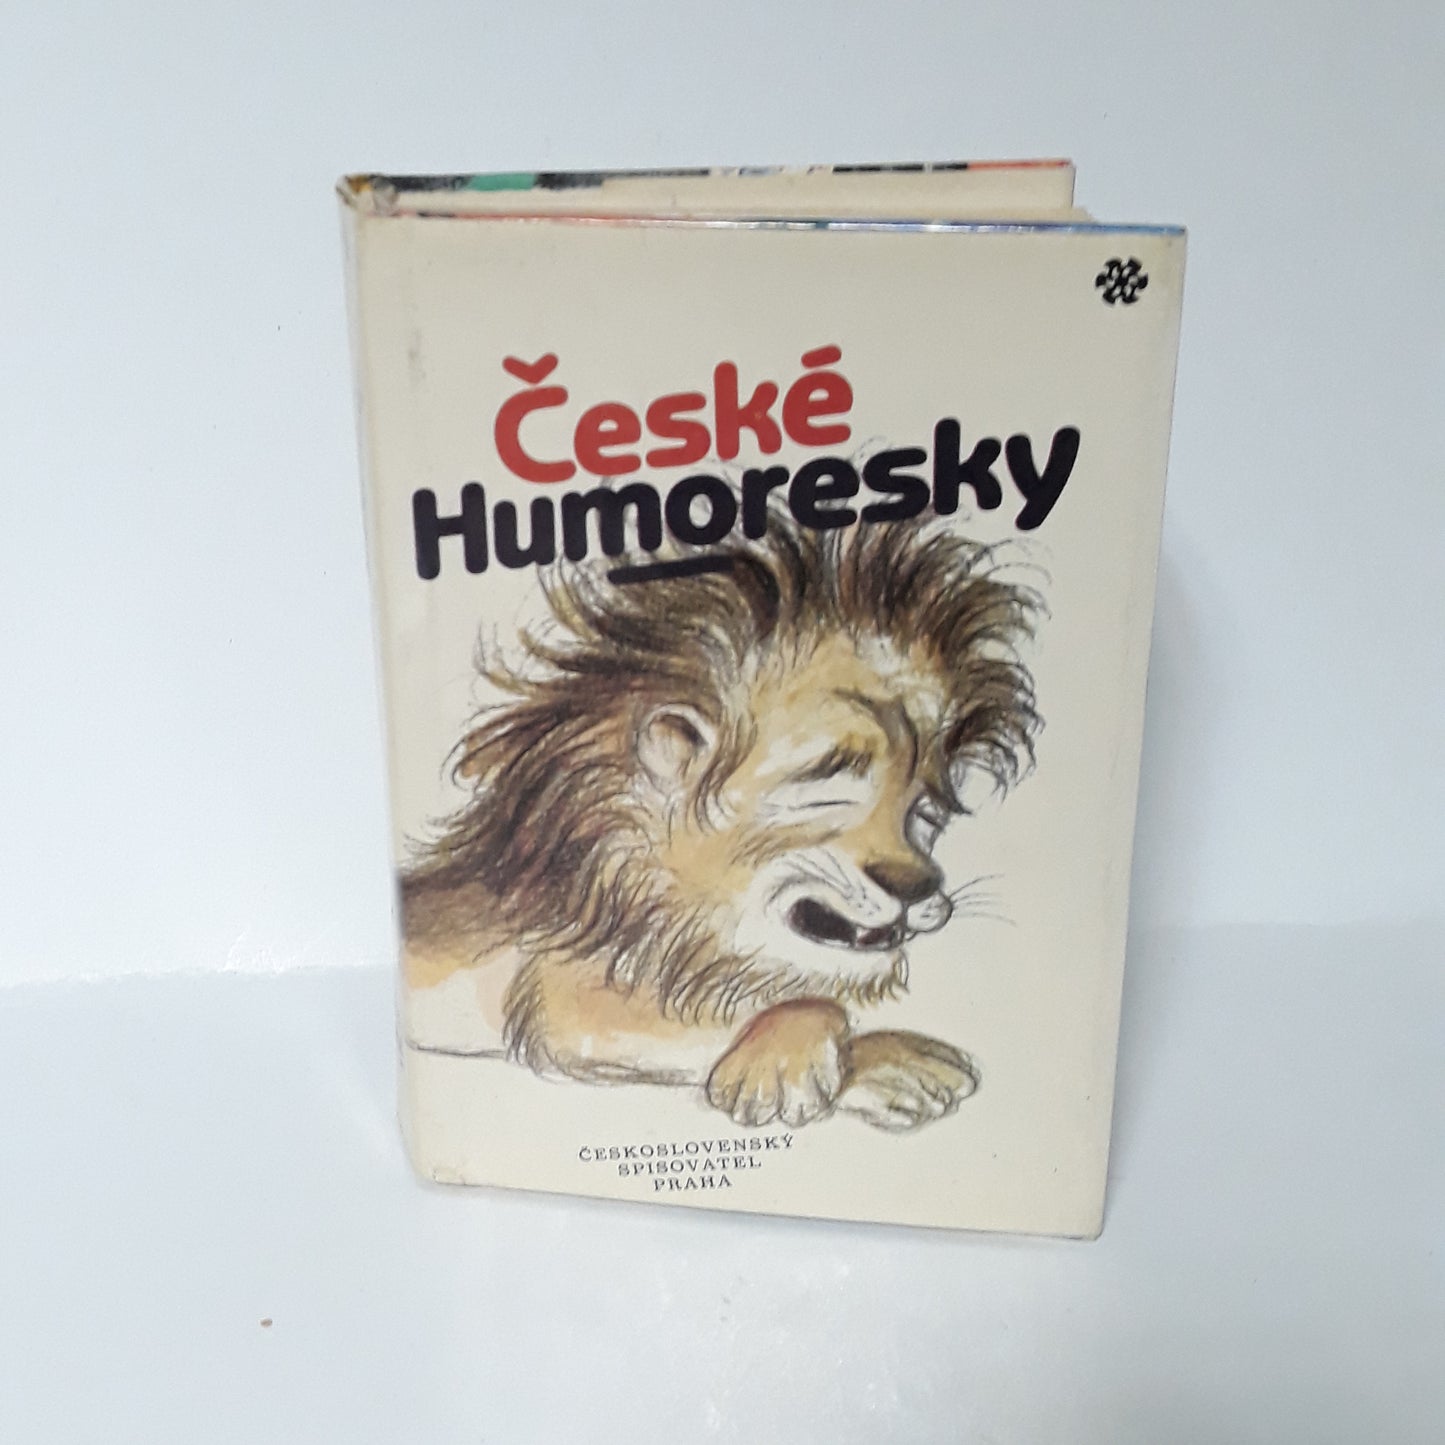 České
Humoresky
ČESKOSLOVENSKÝ
SPISOVATEL
PRAHA